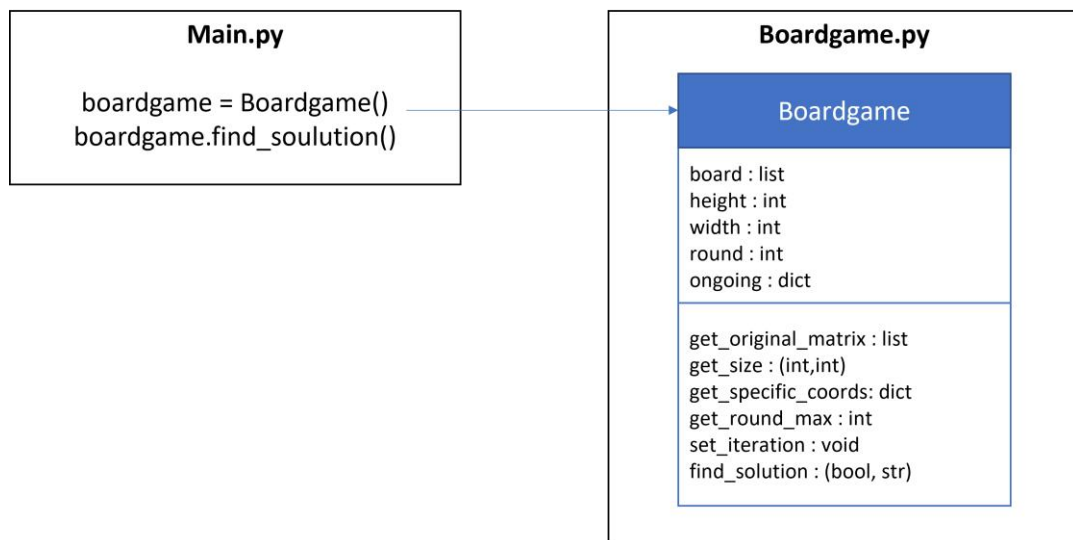 Main.py
boardgame = Boardgame()
boardgame.find_soulution()
Boardgame.py
Boardgame
board : list
height : int
width : int
round : int
ongoing : dict
get_original_matrix : list
get_size : (int,int)
get_specific_coords: dict
get_round_max : int
set_iteration : void
find_solution : (bool, str)